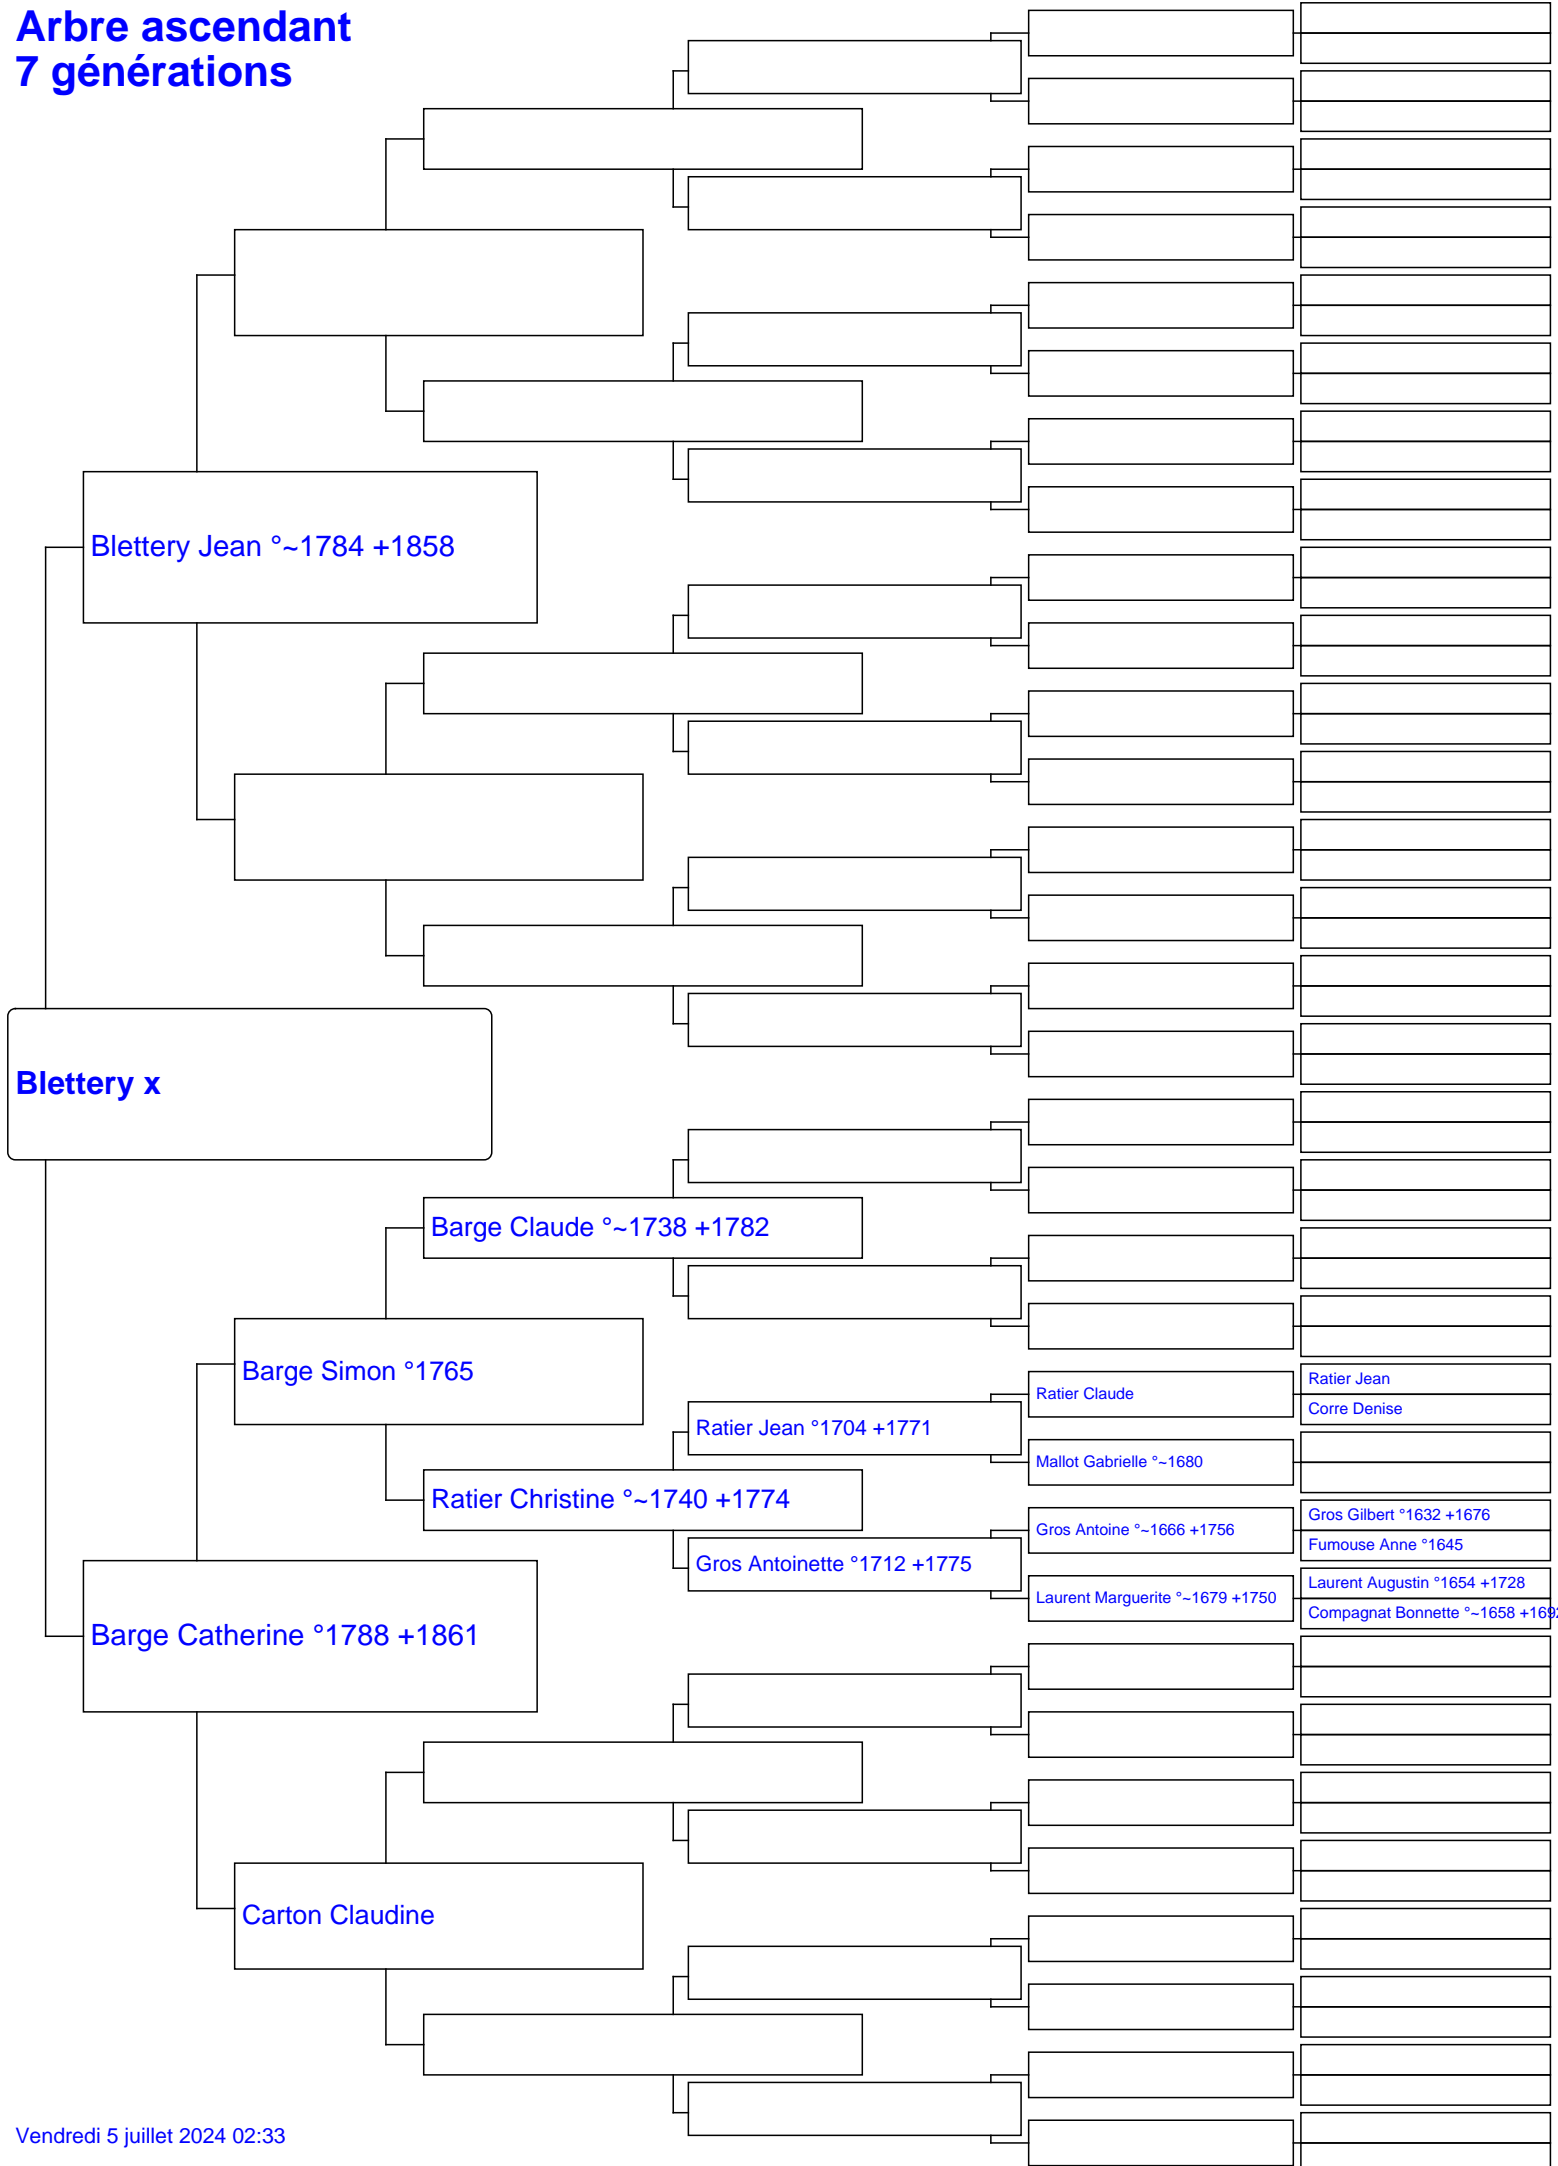 Arbre ascendant
7 générations
Blettery Jean °~1784 +1858
Blettery x
Barge Claude °~1738 +1782
Barge Simon °1765
Ratier Jean
Ratier Claude
Corre Denise
Ratier Jean °1704 +1771
Mallot Gabrielle °~1680
Ratier Christine °~1740 +1774
Gros Gilbert °1632 +1676
Gros Antoine °~1666 +1756
Fumouse Anne °1645
Gros Antoinette °1712 +1775
Laurent Augustin °1654 +1728
Laurent Marguerite °~1679 +1750
Compagnat Bonnette °~1658 +1692
Barge Catherine °1788 +1861
Carton Claudine
Vendredi 5 juillet 2024 02:33